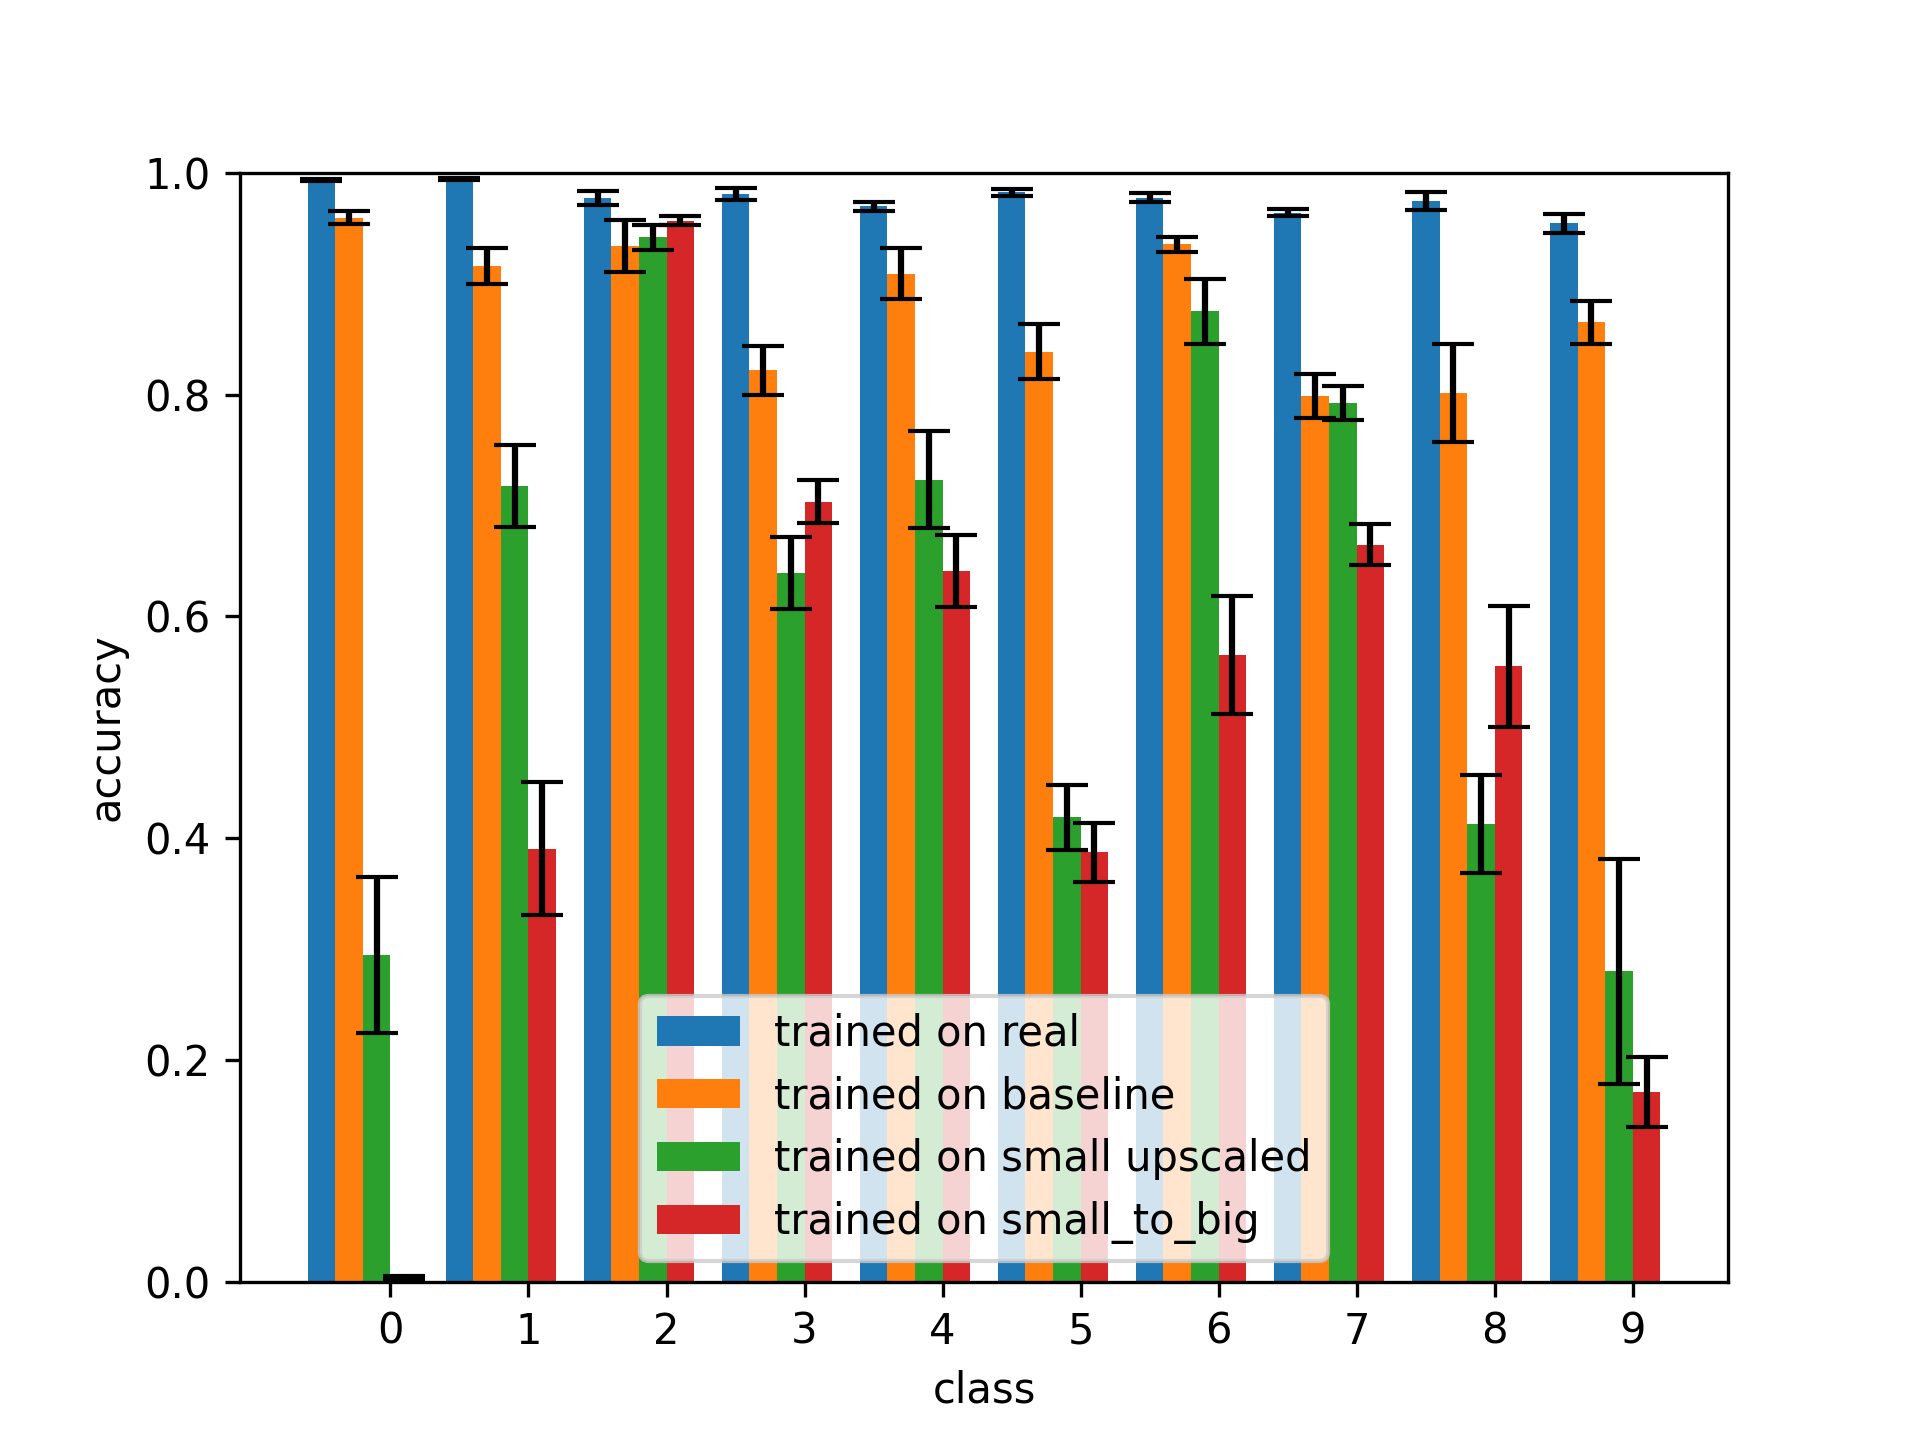 1.0
0.8
0.6
0.4
0.2
0.0
accuracy
trained on real
trained on baseline
trained on small upscaled
trained on small_to_big
0 1 2 3 4 5 6 7 8 9
class